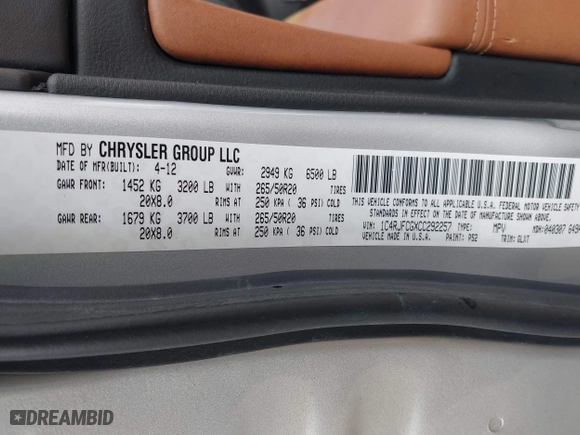 MFD BY CHRYSLER GROUP LLC
DATE OF MFR(BUILT): 4-12 GVWR: 2949 KG 6500 LB
GAWR FRONT: 1452 KG 3200 LB WITH 265/50R20 TIRES
20X8.0 RIMS AT 250 KPA ( 36 PSI) COLD
GAWR REAR: 1679 KG 3700 LB WITH 265/50R20 TIRES
20X8.0 RIMS AT 250 KPA ( 36 PSI) COLD
THIS VEHICLE CONFORMS TO ALL APPLICABLE U.S.A. FEDERAL MOTOR VEHICLE SAFETY
STANDARDS IN EFFECT ON THE DATE OF MANUFACTURE SHOWN ABOVE.
VIN: 1C4RJFCGXCC292257 TYPE: MPV MDH: 040307
VEHICLE MADE IN U.S.A. PAINT: PS2 TRIM: GLXT
DREAMBID